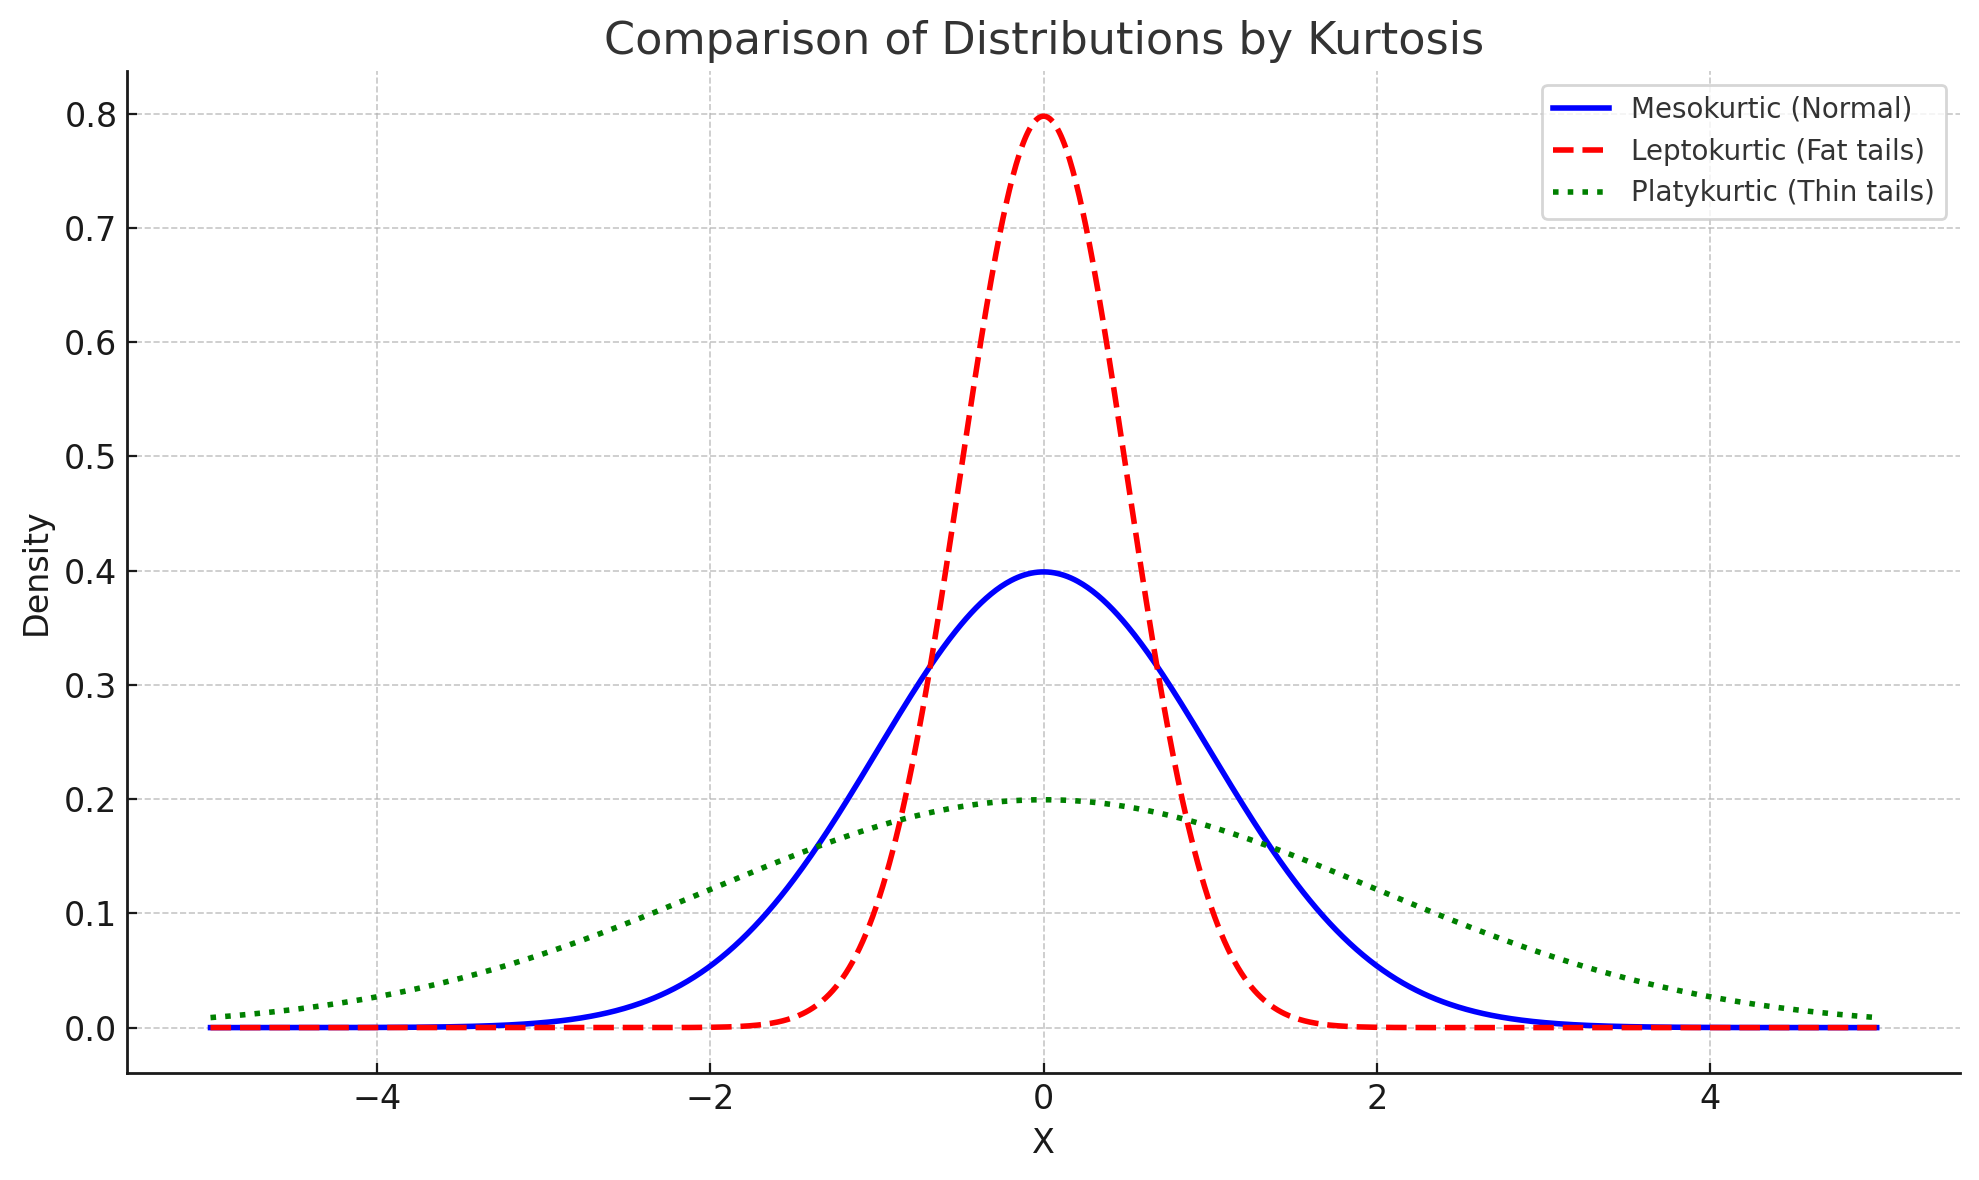 Comparison of Distributions by Kurtosis
Mesokurtic (Normal)
Leptokurtic (Fat tails)
Platykurtic (Thin tails)
Density
0.8
0.7
0.6
0.5
0.4
0.3
0.2
0.1
0.0
−4 −2 0 2 4
X